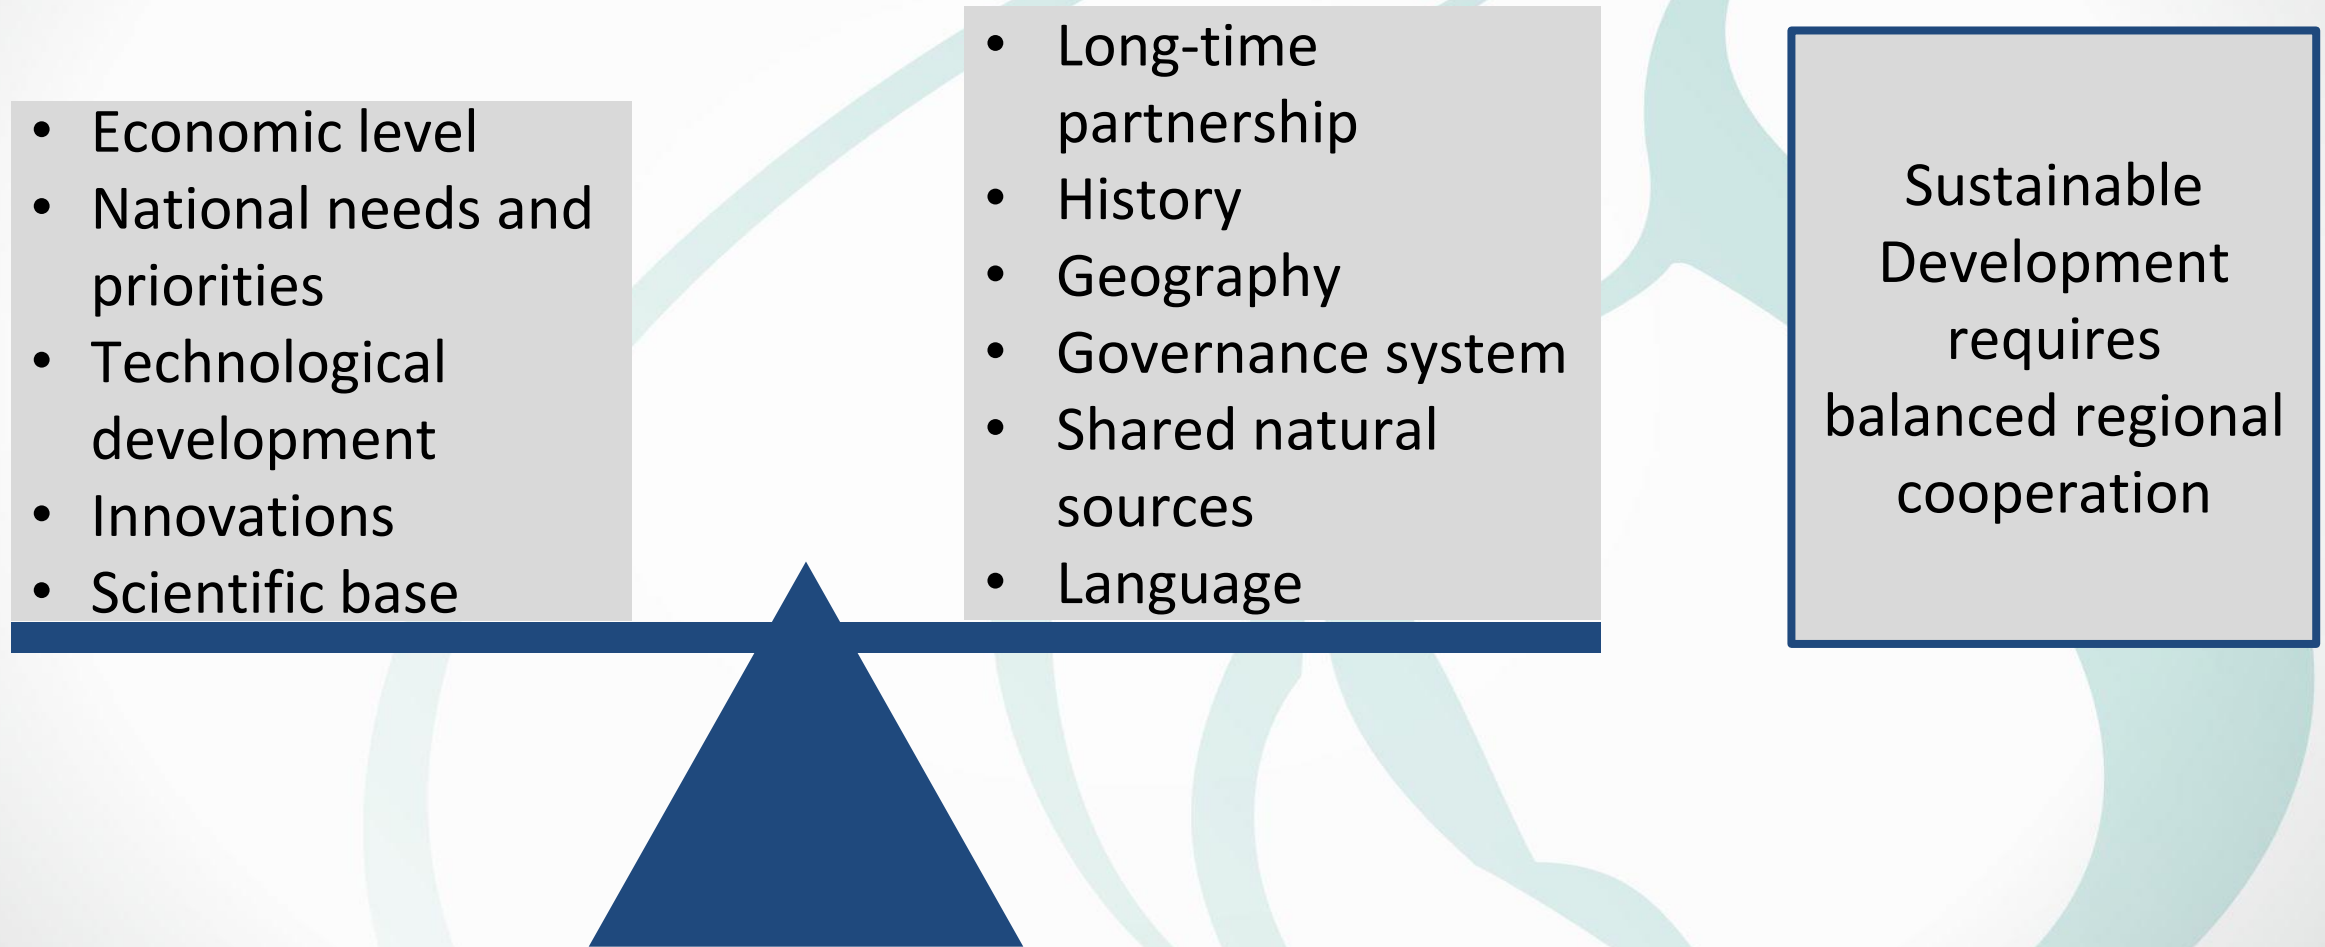 • Economic level
• National needs and
priorities
• Technological
development
• Innovations
• Scientific base
• Long-time
partnership
• History
• Geography
• Governance system
• Shared natural
sources
• Language
Sustainable
Development
requires
balanced regional
cooperation